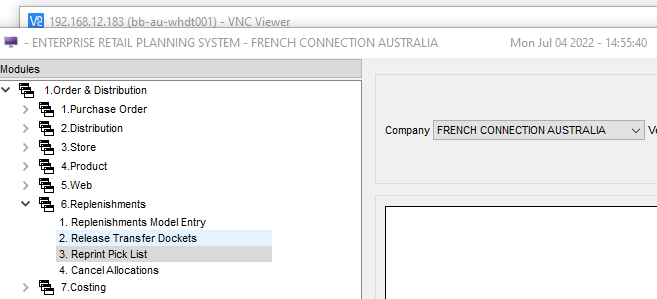 192.168.12.183 (bb-au-whdt001) - VNC Viewer
- ENTERPRISE RETAIL PLANNING SYSTEM - FRENCH CONNECTION AUSTRALIA Mon Jul 04 2022 - 14:55:40
Modules
1.Order & Distribution
1.Purchase Order
2.Distribution
Company FRENCH CONNECTION AUSTRALIA
3.Store
4.Product
5.Web
6.Replenishments
1. Replenishments Model Entry
2. Release Transfer Dockets
3. Reprint Pick List
4. Cancel Allocations
7.Costing